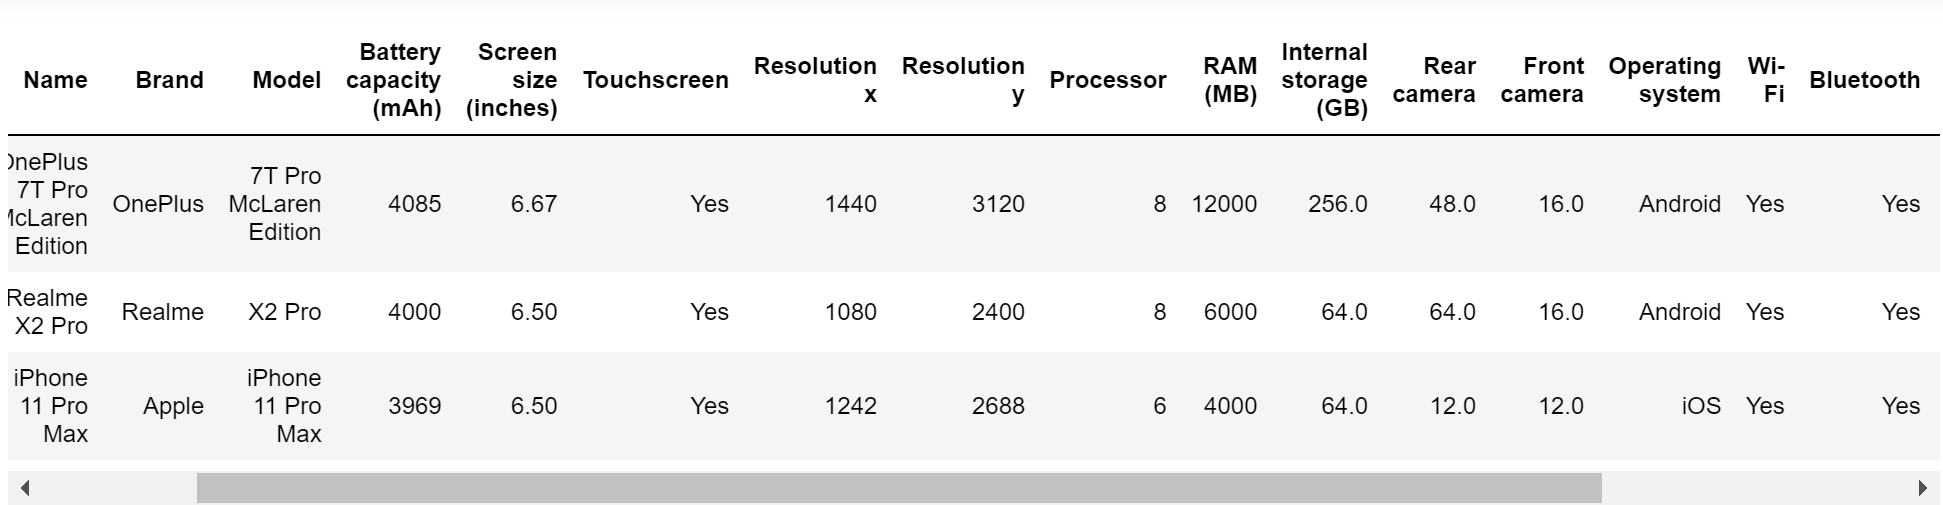 Name
Brand
Model
Battery
capacity
(mAh)
Screen
size
(inches)
Touchscreen
Resolution
x
Resolution
y
Processor
RAM
(MB)
Internal
storage
(GB)
Rear
camera
Front
camera
Operating
system
Wi-
Fi
Bluetooth
OnePlus
7T Pro
McLaren
Edition
OnePlus
7T Pro
McLaren
Edition
4085
6.67
Yes
1440
3120
8
12000
256.0
48.0
16.0
Android
Yes
Yes
Realme
X2 Pro
Realme
X2 Pro
4000
6.50
Yes
1080
2400
8
6000
64.0
64.0
16.0
Android
Yes
Yes
iPhone
11 Pro
Max
Apple
iPhone
11 Pro
Max
3969
6.50
Yes
1242
2688
6
4000
64.0
12.0
12.0
iOS
Yes
Yes